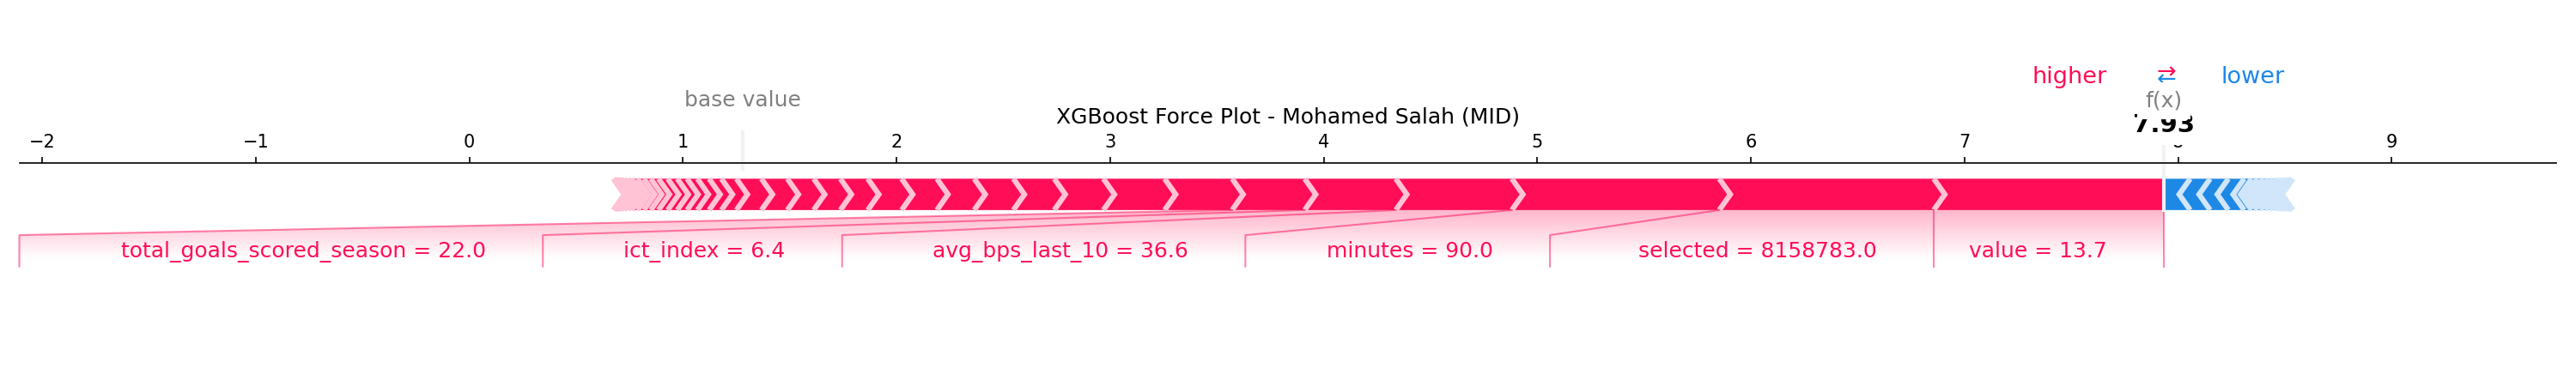 higher ⇄ lower
base value f(x)
XGBoost Force Plot - Mohamed Salah (MID)
7.93
−2 −1 0 1 2 3 4 5 6 7 8 9
total_goals_scored_season = 22.0 ict_index = 6.4 avg_bps_last_10 = 36.6 minutes = 90.0 selected = 8158783.0 value = 13.7